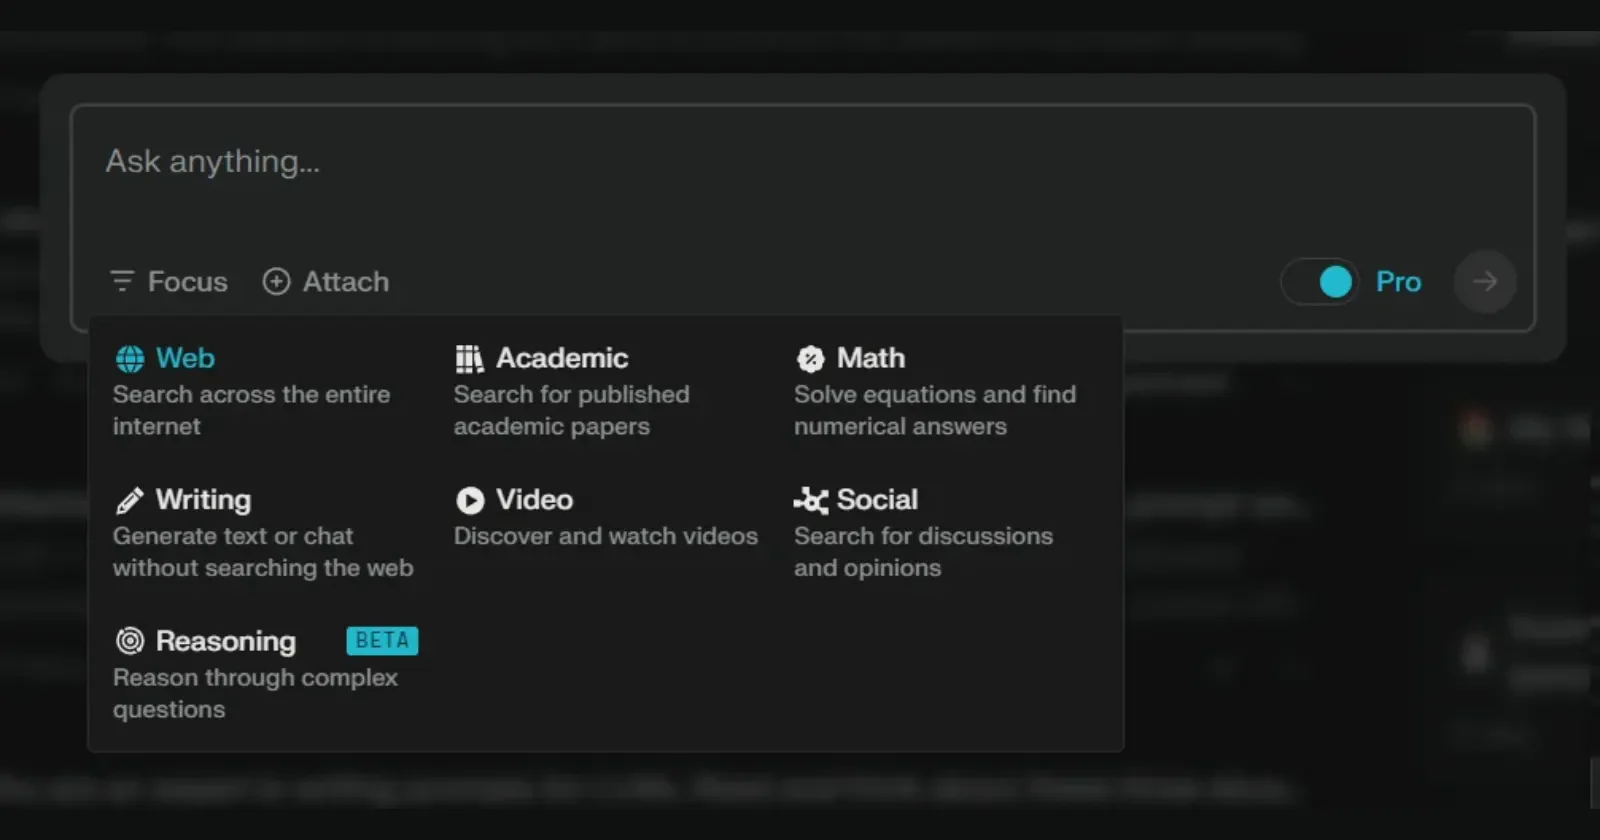 Ask anything...
Focus
Attach
Pro
Web
Search across the entire
internet
Academic
Search for published
academic papers
Math
Solve equations and find
numerical answers
Writing
Generate text or chat
without searching the web
Video
Discover and watch videos
Social
Search for discussions
and opinions
Reasoning
BETA
Reason through complex
questions